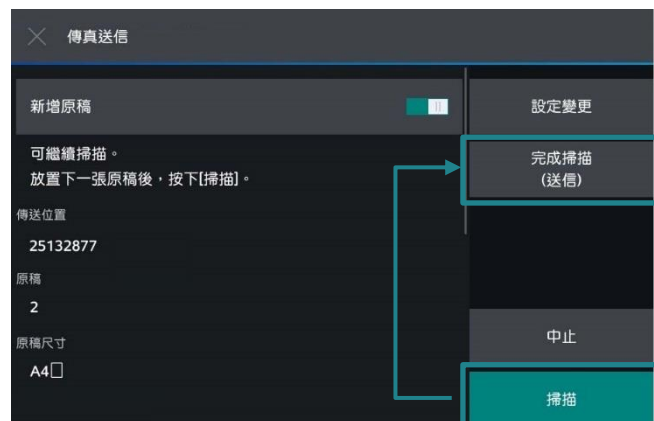 傳真送信
新增原稿
設定變更
可繼續掃描。
放置下一張原稿後,按下[掃描]。
完成掃描
(送信)
傳送位置
25132877
原稿
2
原稿尺寸
A4
中止
掃描